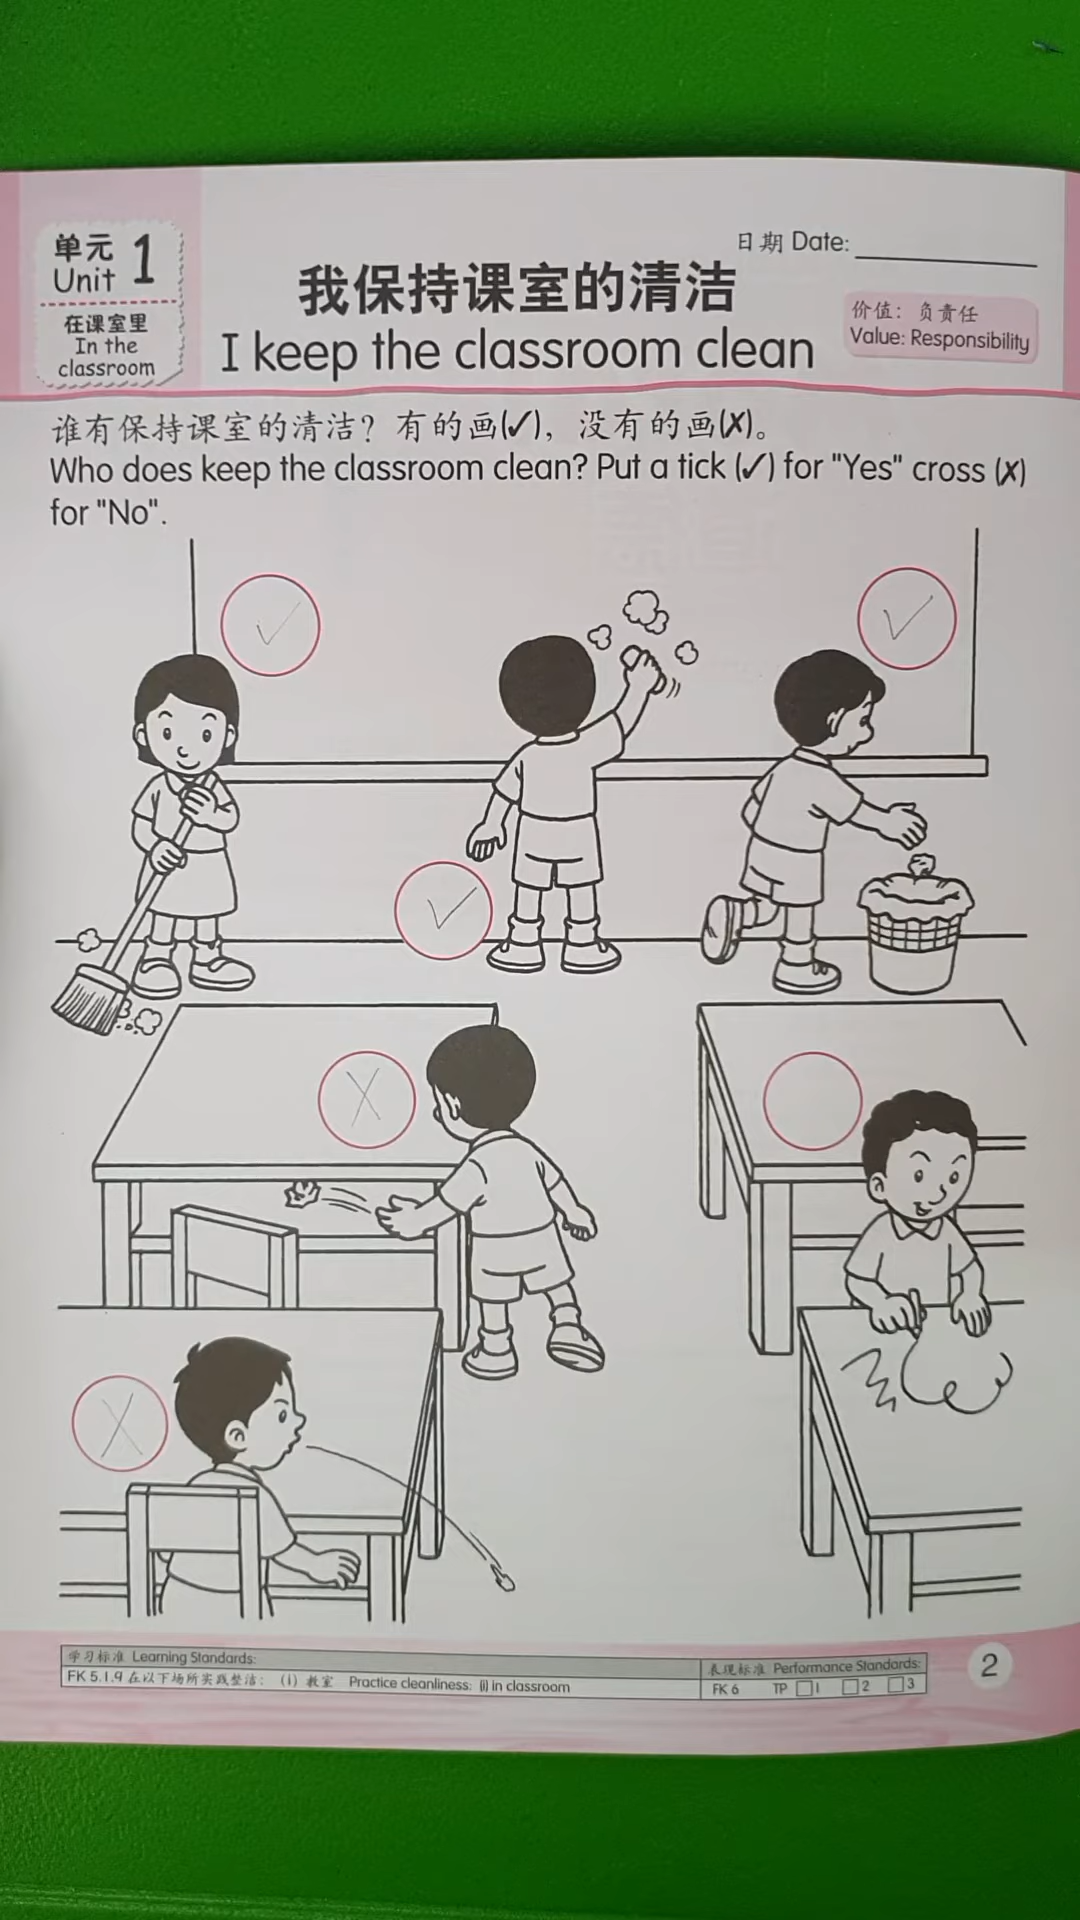 单元 1
Unit
在课室里
In the
classroom
日期 Date:
我保持课室的清洁
I keep the classroom clean
价值：负责任
Value: Responsibility
谁有保持课室的清洁？有的画(✓)，没有的画(✗)。
Who does keep the classroom clean? Put a tick (✓) for "Yes" cross (✗)
for "No".
学习标准 Learning Standards:
FK 5.1.9 在以下场所实践整洁： (i) 教室 Practice cleanliness: (i) in classroom
表现标准 Performance Standards:
FK 6 TP 1 2 3
2